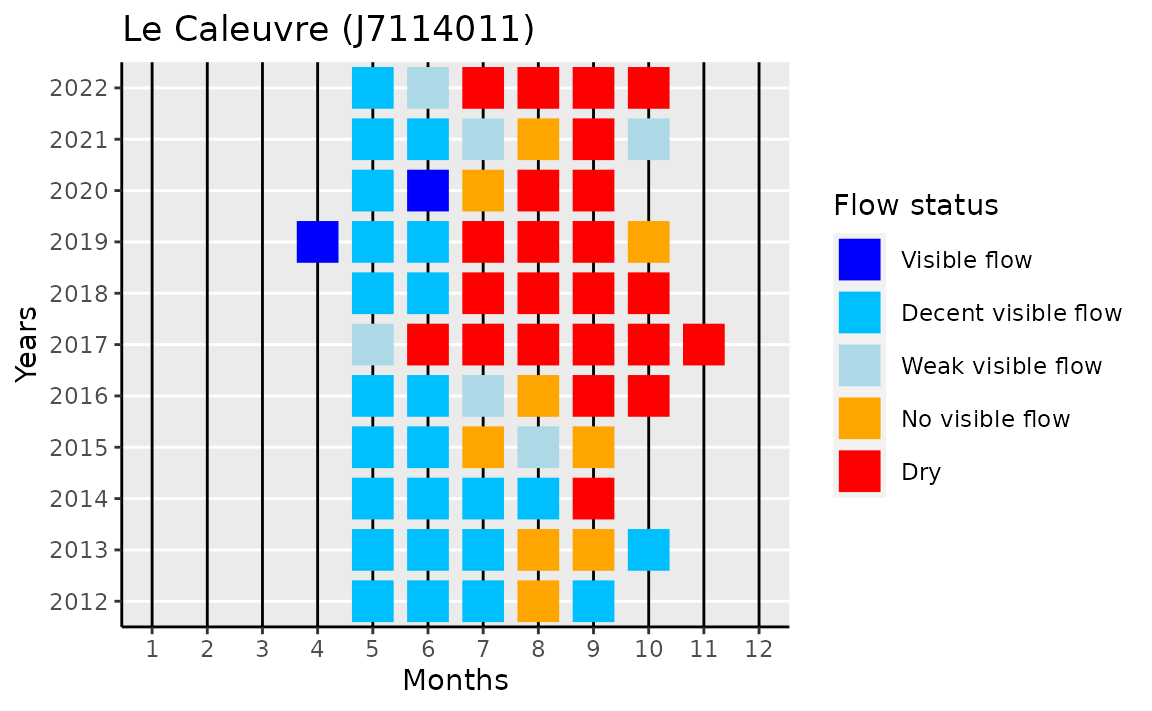 Le Caleuvre (J7114011)
2022
2021
2020
2019
2018
2017
2016
2015
2014
2013
2012
Years
1 2 3 4 5 6 7 8 9 10 11 12
Months
Flow status
Visible flow
Decent visible flow
Weak visible flow
No visible flow
Dry